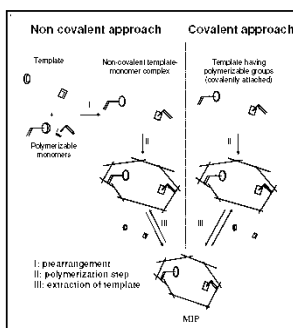 Non covalent approach
Covalent approach
Template
Non-covalent template-
monomer complex
Template having
polymerizable groups
(covalently attached)
I
Polymerizable
monomers
II
II
III
III
I: prearrangement
II: polymerization step
III: extraction of template
MIP